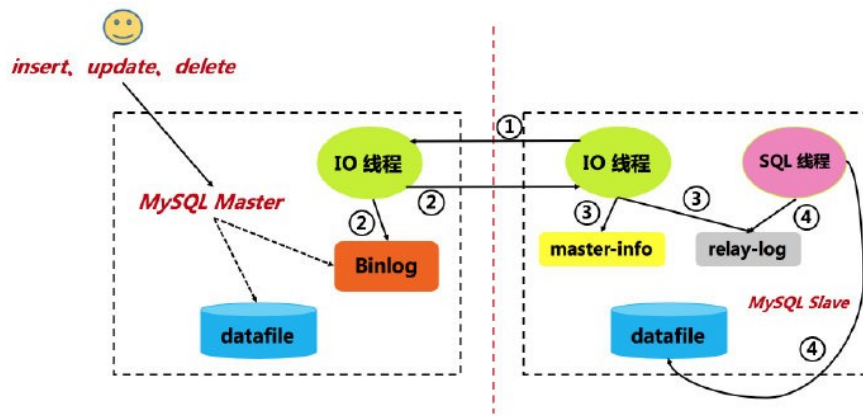 insert、update、delete
①
IO 线程
IO 线程
SQL 线程
②
MySQL Master
②
③
③
④
Binlog
master-info
relay-log
datafile
datafile
MySQL Slave
④